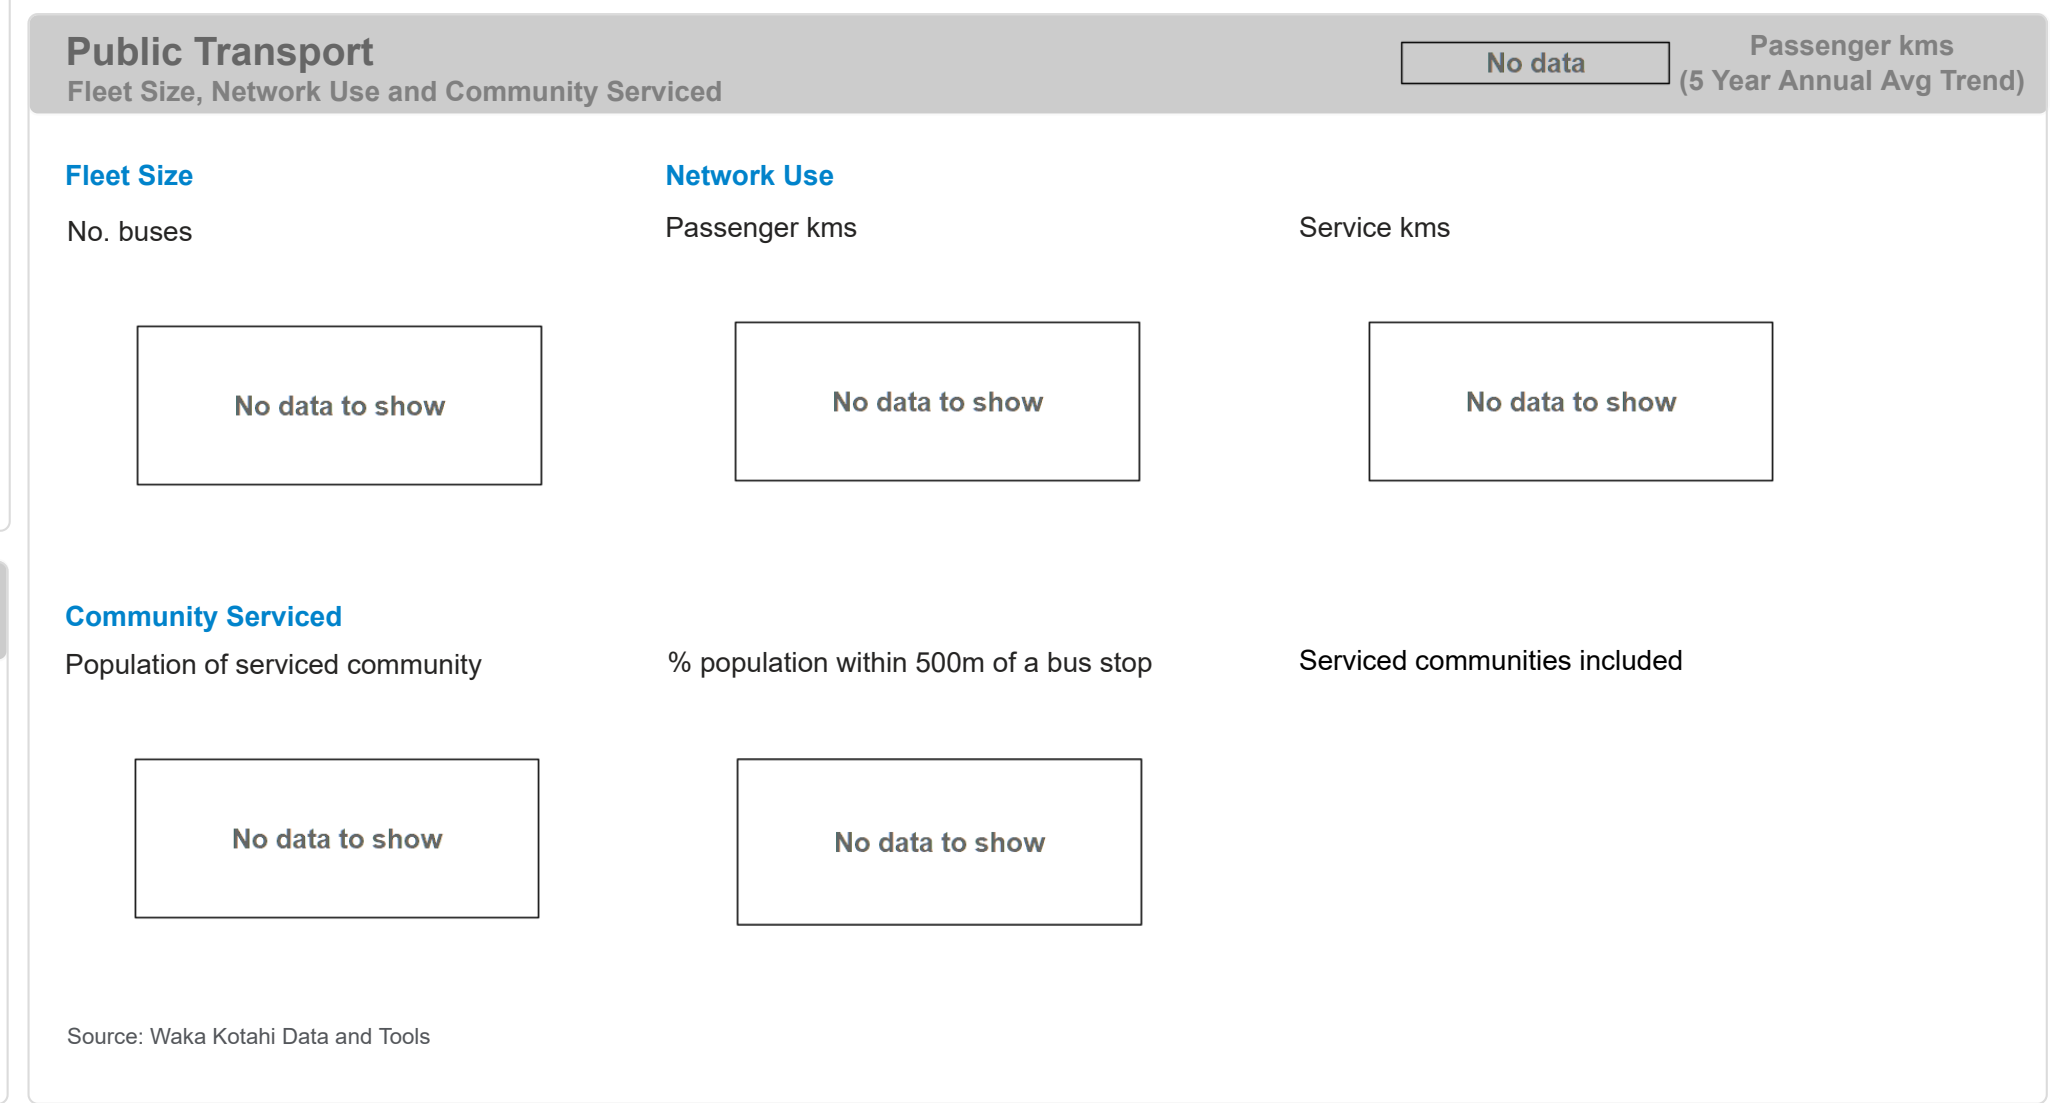 Public Transport
Fleet Size, Network Use and Community Serviced
No data
Passenger kms
(5 Year Annual Avg Trend)
Fleet Size
No. buses
No data to show
Network Use
Passenger kms
No data to show
Service kms
No data to show
Community Serviced
Population of serviced community
No data to show
% population within 500m of a bus stop
No data to show
Serviced communities included
Source: Waka Kotahi Data and Tools